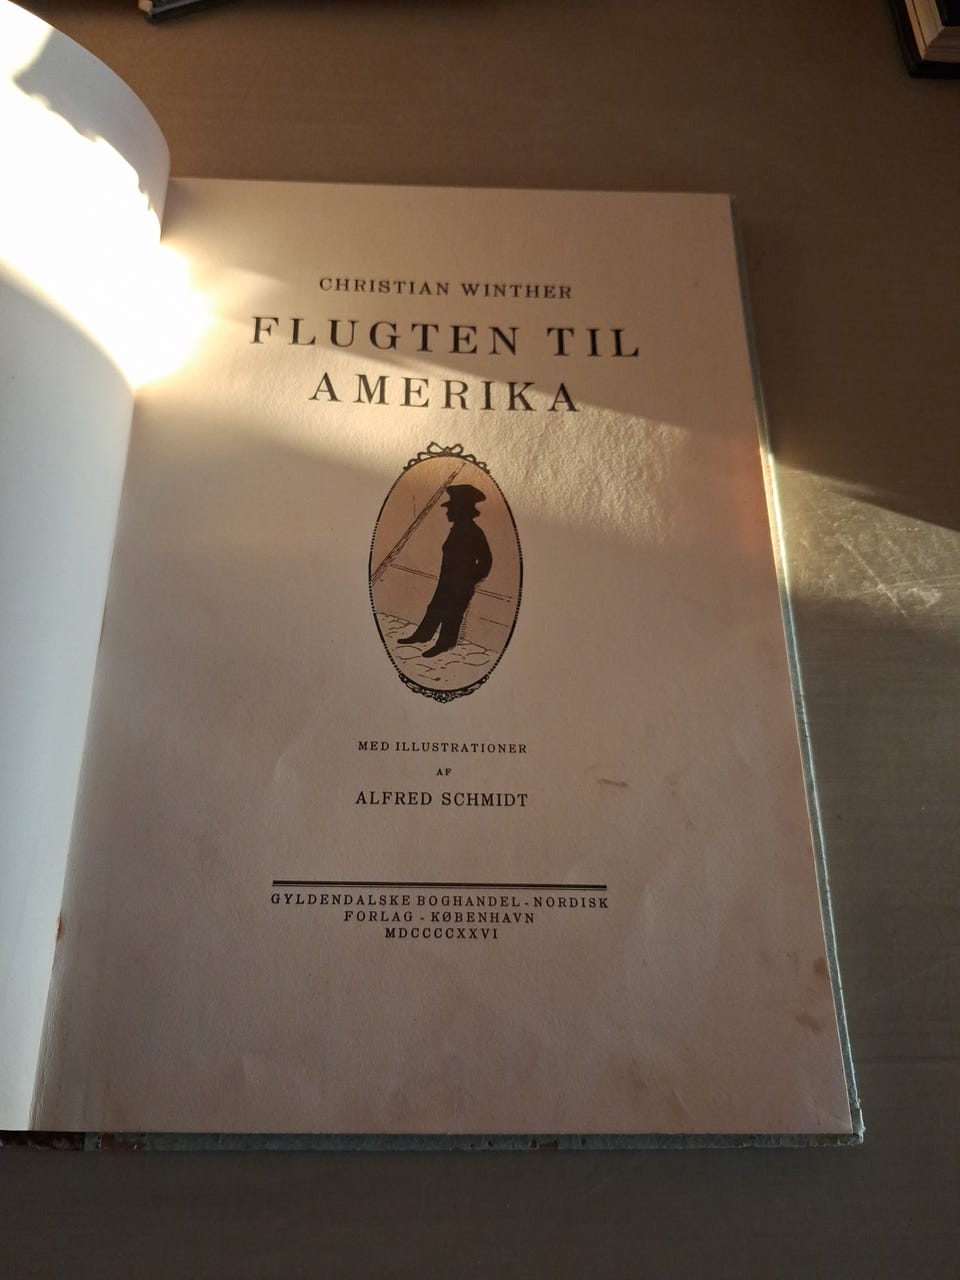 CHRISTIAN WINTHER
FLUGTEN TIL
AMERIKA
MED ILLUSTRATIONER
AF
ALFRED SCHMIDT
GYLDENDALSKE BOGHANDEL - NORDISK
FORLAG - KØBENHAVN
MDCCCCXXVI